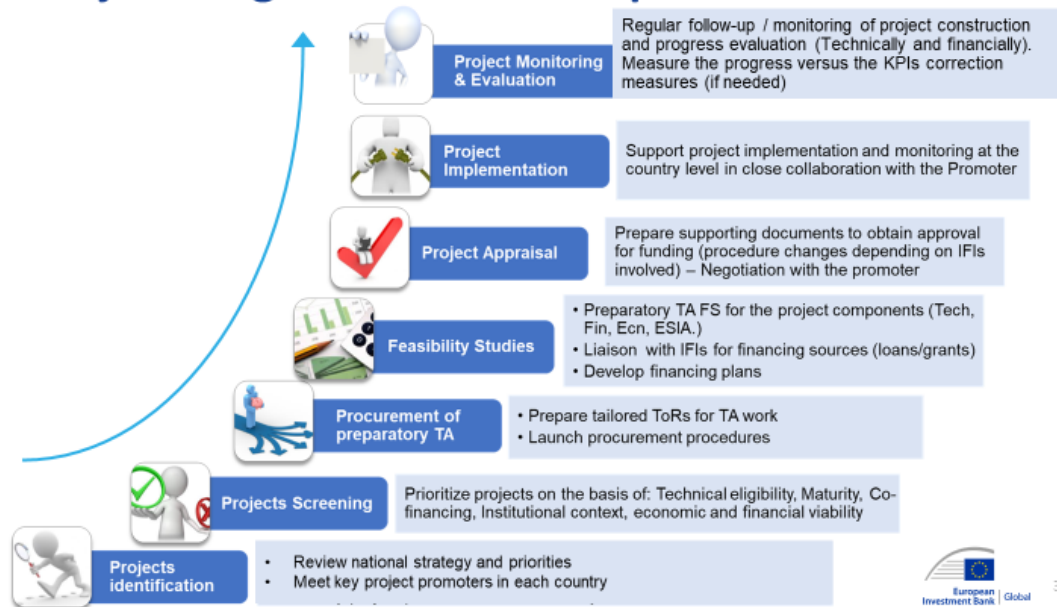 Regular follow-up / monitoring of project construction
and progress evaluation (Technically and financially).
Measure the progress versus the KPIs correction
measures (if needed)
Project Monitoring
& Evaluation
Project
Implementation
Support project implementation and monitoring at the
country level in close collaboration with the Promoter
Project Appraisal
Prepare supporting documents to obtain approval
for funding (procedure changes depending on IFIs
involved) – Negotiation with the promoter
Feasibility Studies
• Preparatory TA FS for the project components (Tech,
Fin, Ecn, ESIA.)
• Liaison with IFIs for financing sources (loans/grants)
• Develop financing plans
Procurement of
preparatory TA
• Prepare tailored ToRs for TA work
• Launch procurement procedures
Projects Screening
Prioritize projects on the basis of: Technical eligibility, Maturity, Co-
financing, Institutional context, economic and financial viability
Projects
identification
• Review national strategy and priorities
• Meet key project promoters in each country
European
Investment Bank | Global